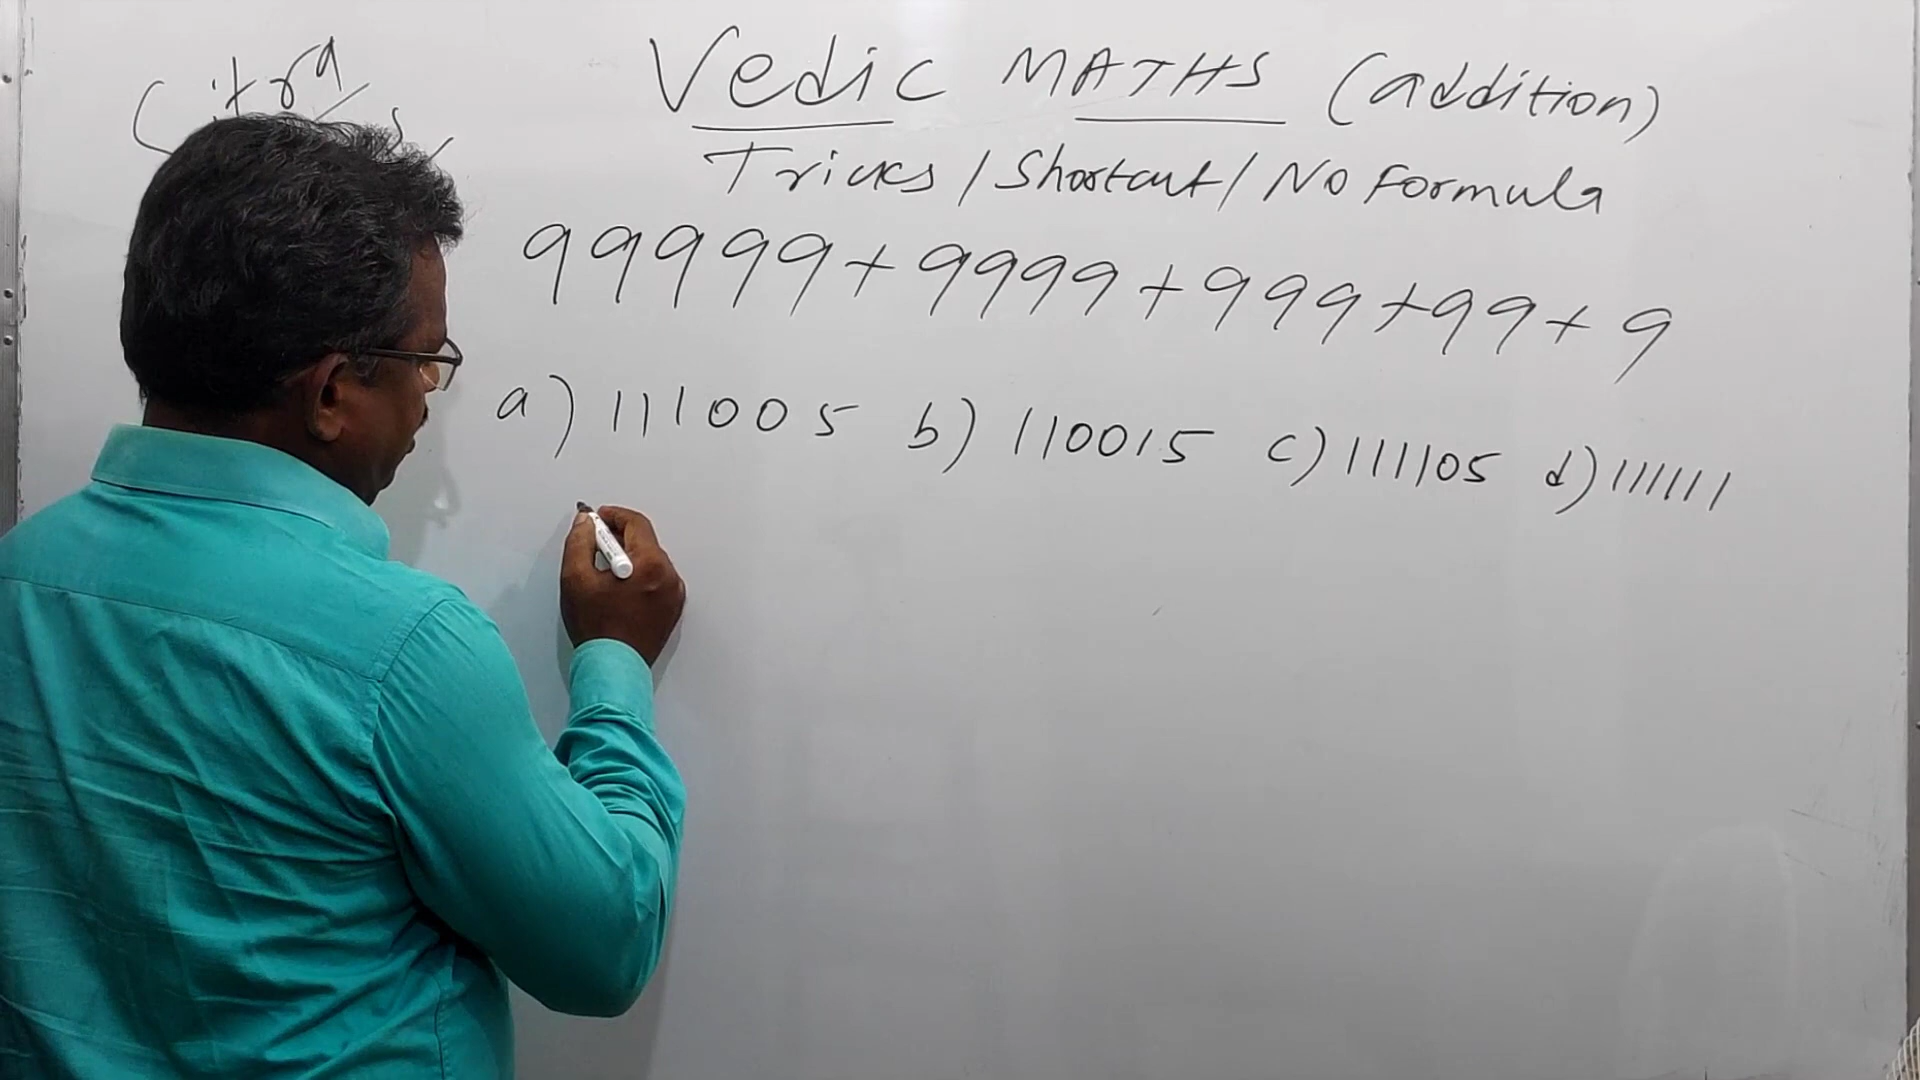 Vedic MATHS (addition)
Tricks / Shortcut / No Formula
99999 + 9999 + 999 + 99 + 9
a) 111005 b) 110015 c) 111105 d) 111111